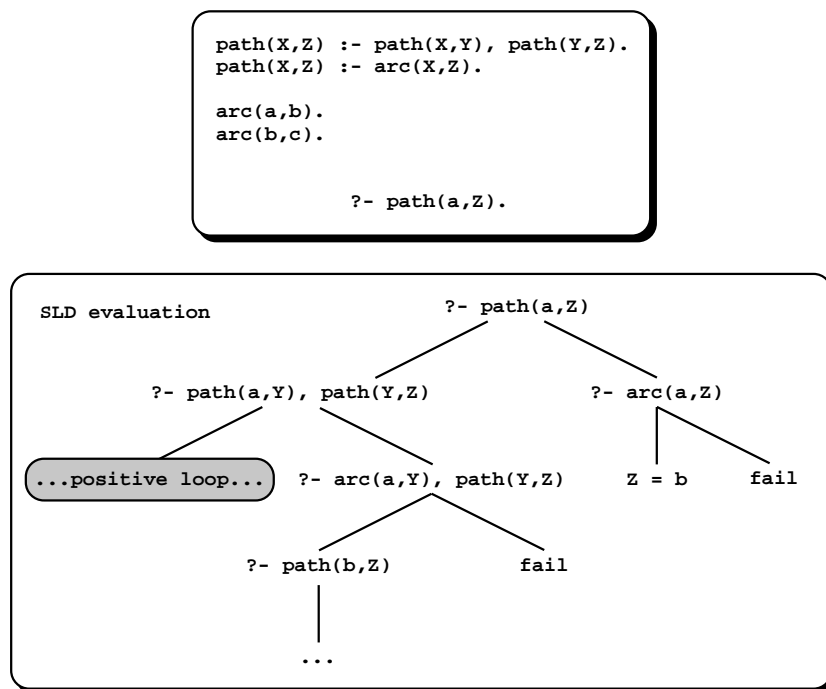 path(X,Z) :- path(X,Y), path(Y,Z).
path(X,Z) :- arc(X,Z).
arc(a,b).
arc(b,c).
?- path(a,Z).
SLD evaluation
?- path(a,Z)
?- path(a,Y), path(Y,Z)
?- arc(a,Z)
...positive loop...
?- arc(a,Y), path(Y,Z)
Z = b
fail
?- path(b,Z)
fail
...